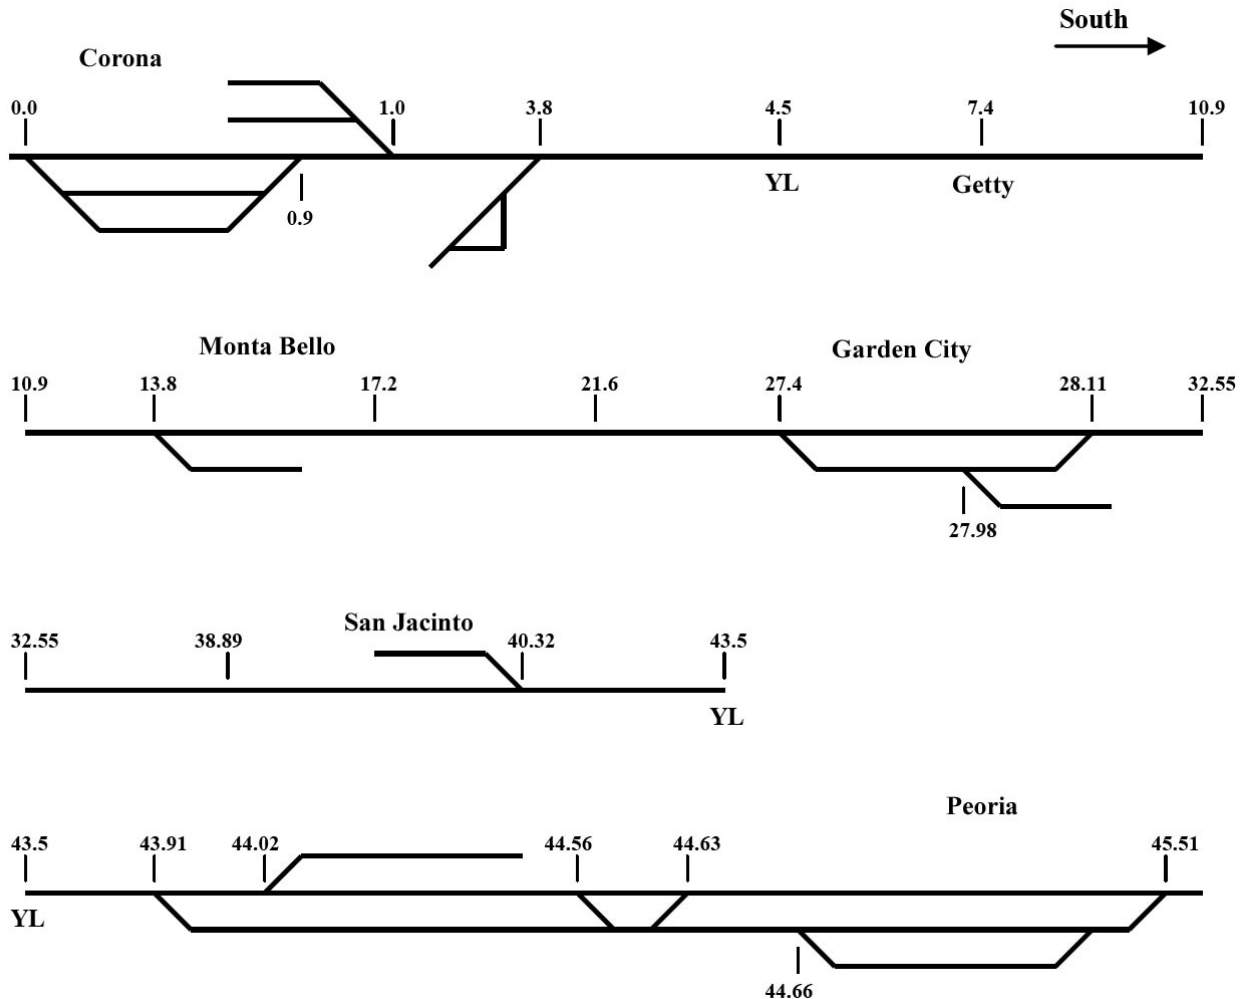 South
Corona
0.0 1.0 3.8 4.5 7.4 10.9
YL Getty
0.9
Monta Bello Garden City
10.9 13.8 17.2 21.6 27.4 28.11 32.55
27.98
San Jacinto
32.55 38.89 40.32 43.5
YL
Peoria
43.5 43.91 44.02 44.56 44.63 45.51
YL
44.66